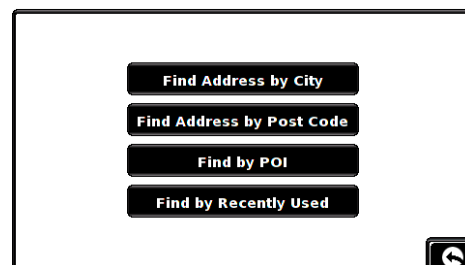 Find Address by City
Find Address by Post Code
Find by POI
Find by Recently Used